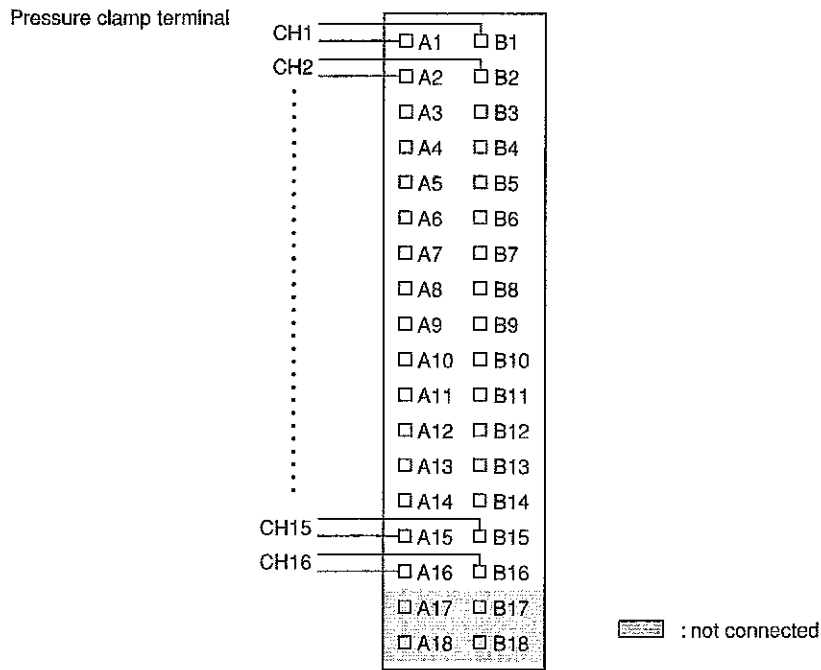 Pressure clamp terminal
CH1
A1 B1
CH2
A2 B2
A3 B3
A4 B4
A5 B5
A6 B6
A7 B7
A8 B8
A9 B9
A10 B10
A11 B11
A12 B12
A13 B13
A14 B14
CH15
A15 B15
CH16
A16 B16
A17 B17
A18 B18
: not connected